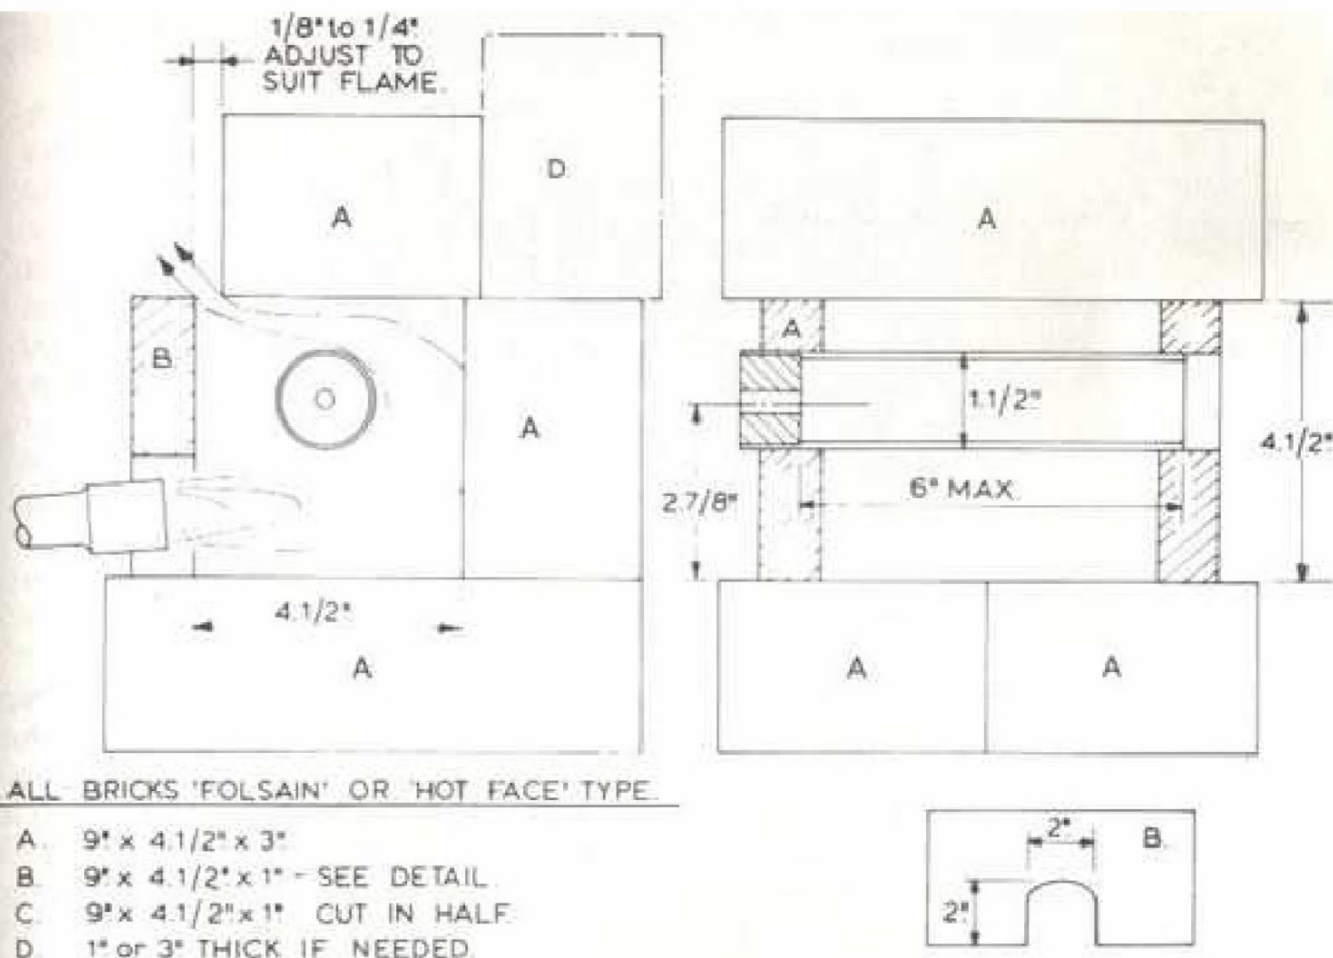 1/8" to 1/4"
ADJUST TO
SUIT FLAME.
D.
A
A
B
A
A
1.1/2"
4.1/2"
6" MAX.
2.7/8"
4.1/2"
A
A
A
ALL BRICKS 'FOLSAIN' OR 'HOT FACE' TYPE.
A. 9" x 4.1/2" x 3"
B. 9" x 4.1/2" x 1" - SEE DETAIL.
C. 9" x 4.1/2" x 1" CUT IN HALF.
D. 1" or 3" THICK IF NEEDED.
2"
B.
2"